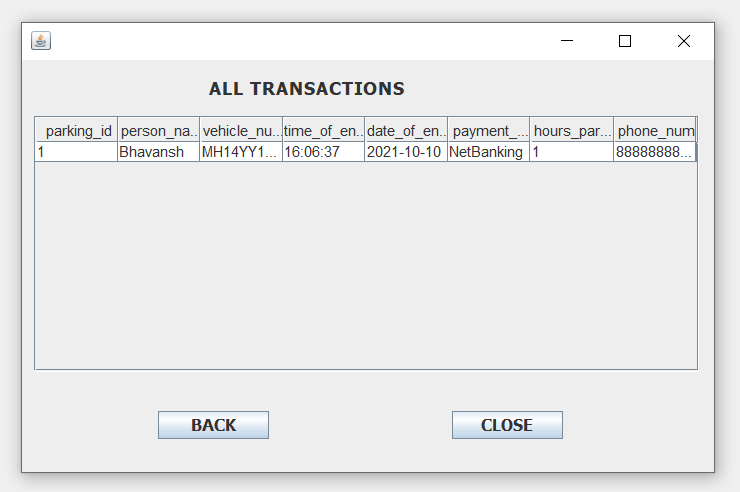 ALL TRANSACTIONS
parking_id person_na... vehicle_nu... time_of_en... date_of_en... payment_... hours_par... phone_num
1 Bhavansh MH14YY1... 16:06:37 2021-10-10 NetBanking 1 88888888...
BACK CLOSE